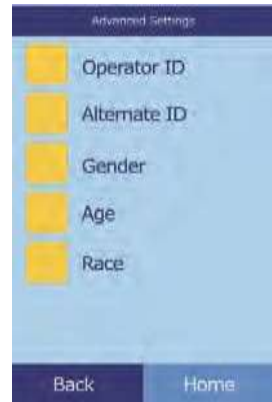 Advanced Settings
Operator ID
Alternate ID
Gender
Age
Race
Back Home